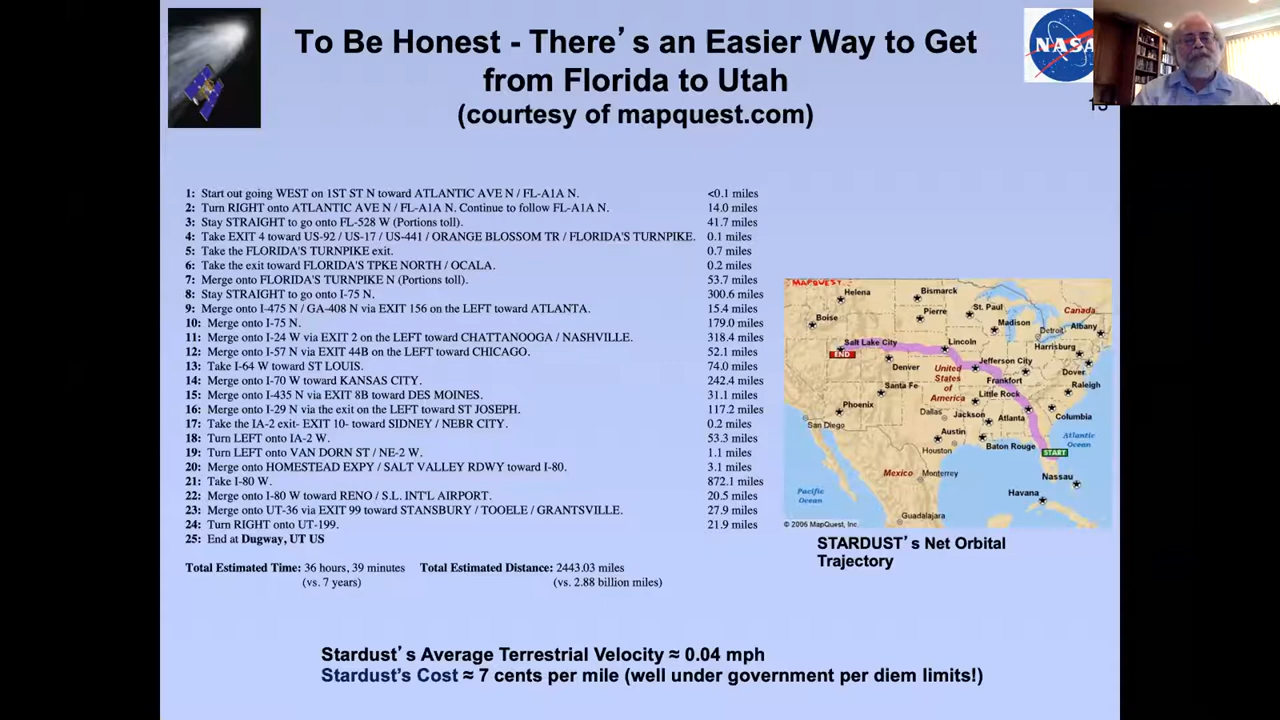 To Be Honest - There's an Easier Way to Get
from Florida to Utah
(courtesy of mapquest.com)
NASA
1: Start out going WEST on 1ST ST N toward ATLANTIC AVE N / FL-A1A N. <0.1 miles
2: Turn RIGHT onto ATLANTIC AVE N / FL-A1A N. Continue to follow FL-A1A N. 14.0 miles
3: Stay STRAIGHT to go onto FL-528 W (Portions toll). 41.7 miles
4: Take EXIT 4 toward US-92 / US-17 / US-441 / ORANGE BLOSSOM TR / FLORIDA'S TURNPIKE. 0.1 miles
5: Take the FLORIDA'S TURNPIKE exit. 0.7 miles
6: Take the exit toward FLORIDA'S TPKE NORTH / OCALA. 0.2 miles
7: Merge onto FLORIDA'S TURNPIKE N (Portions toll). 53.7 miles
8: Stay STRAIGHT to go onto I-75 N. 300.6 miles
9: Merge onto I-475 N / GA-408 N via EXIT 156 on the LEFT toward ATLANTA. 15.4 miles
10: Merge onto I-75 N. 179.0 miles
11: Merge onto I-24 W via EXIT 2 on the LEFT toward CHATTANOOGA / NASHVILLE. 318.4 miles
12: Merge onto I-57 N via EXIT 44B on the LEFT toward CHICAGO. 52.1 miles
13: Take I-64 W toward ST LOUIS. 74.0 miles
14: Merge onto I-70 W toward KANSAS CITY. 242.4 miles
15: Merge onto I-435 N via EXIT 8B toward DES MOINES. 31.1 miles
16: Merge onto I-29 N via the exit on the LEFT toward ST JOSEPH. 117.2 miles
17: Take the IA-2 exit- EXIT 10- toward SIDNEY / NEBR CITY. 0.2 miles
18: Turn LEFT onto IA-2 W. 53.3 miles
19: Turn LEFT onto VAN DORN ST / NE-2 W. 1.1 miles
20: Merge onto HOMESTEAD EXPY / SALT VALLEY RDWY toward I-80. 3.1 miles
21: Take I-80 W. 872.1 miles
22: Merge onto I-80 W toward RENO / S.L. INT'L AIRPORT. 20.5 miles
23: Merge onto UT-36 via EXIT 99 toward STANSBURY / TOOELE / GRANTSVILLE. 27.9 miles
24: Turn RIGHT onto UT-199. 21.9 miles
25: End at Dugway, UT US
Total Estimated Time: 36 hours, 39 minutes Total Estimated Distance: 2443.03 miles
(vs. 7 years) (vs. 2.88 billion miles)
MAPQUEST
Helena
Bismarck
Boise
Pierre
St. Paul
Canada
Madison
Detroit
Albany
Salt Lake City
Lincoln
Harrisburg
END
Denver
Jefferson City
Dover
United
States
of
America
Frankfort
Santa Fe
Raleigh
Little Rock
Phoenix
Dallas
Jackson
Atlanta
Columbia
San Diego
Austin
Atlantic
Ocean
Houston
Baton Rouge
START
Mexico
Monterrey
Nassau
Pacific
Ocean
Havana
Guadalajara
© 2006 MapQuest, Inc.
STARDUST's Net Orbital
Trajectory
Stardust's Average Terrestrial Velocity ≈ 0.04 mph
Stardust's Cost ≈ 7 cents per mile (well under government per diem limits!)